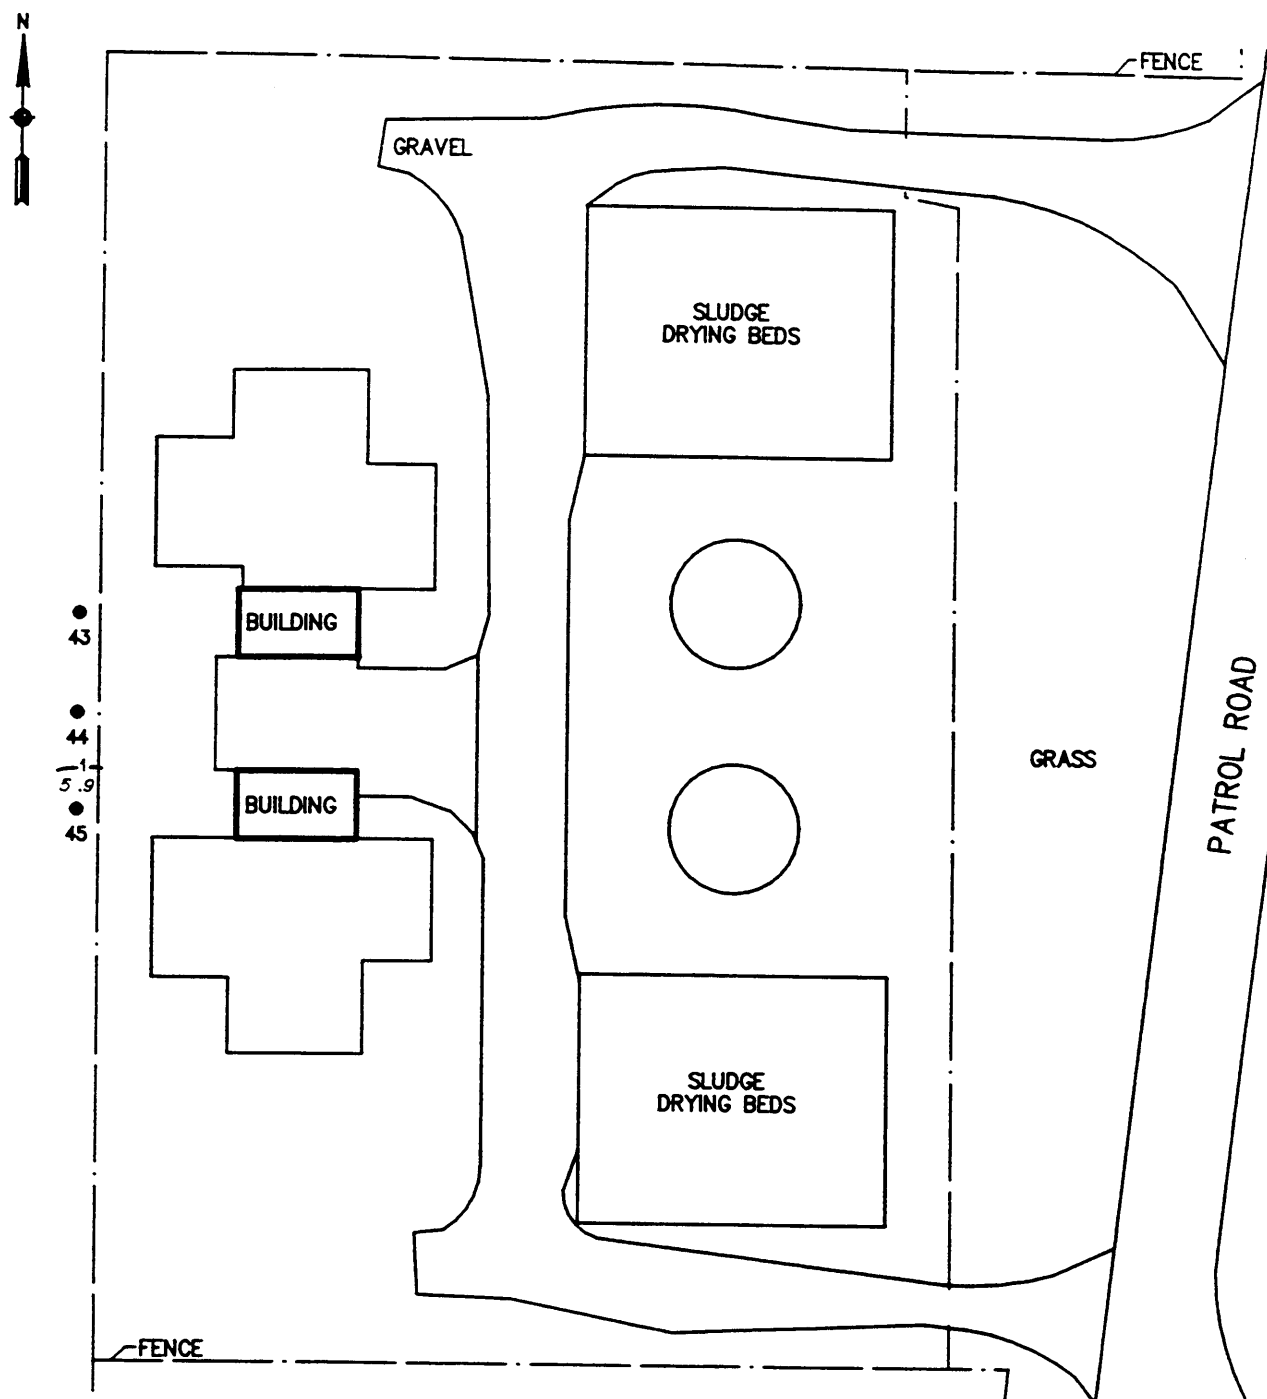 N
FENCE
GRAVEL
SLUDGE
DRYING BEDS
BUILDING
43
44
1
5.9
GRASS
PATROL ROAD
BUILDING
45
SLUDGE
DRYING BEDS
FENCE